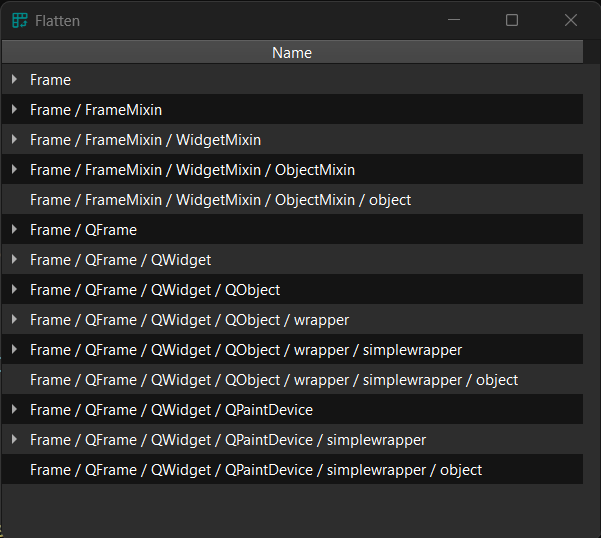 Flatten
Name
Frame
Frame / FrameMixin
Frame / FrameMixin / WidgetMixin
Frame / FrameMixin / WidgetMixin / ObjectMixin
Frame / FrameMixin / WidgetMixin / ObjectMixin / object
Frame / QFrame
Frame / QFrame / QWidget
Frame / QFrame / QWidget / QObject
Frame / QFrame / QWidget / QObject / wrapper
Frame / QFrame / QWidget / QObject / wrapper / simplewrapper
Frame / QFrame / QWidget / QObject / wrapper / simplewrapper / object
Frame / QFrame / QWidget / QPaintDevice
Frame / QFrame / QWidget / QPaintDevice / simplewrapper
Frame / QFrame / QWidget / QPaintDevice / simplewrapper / object